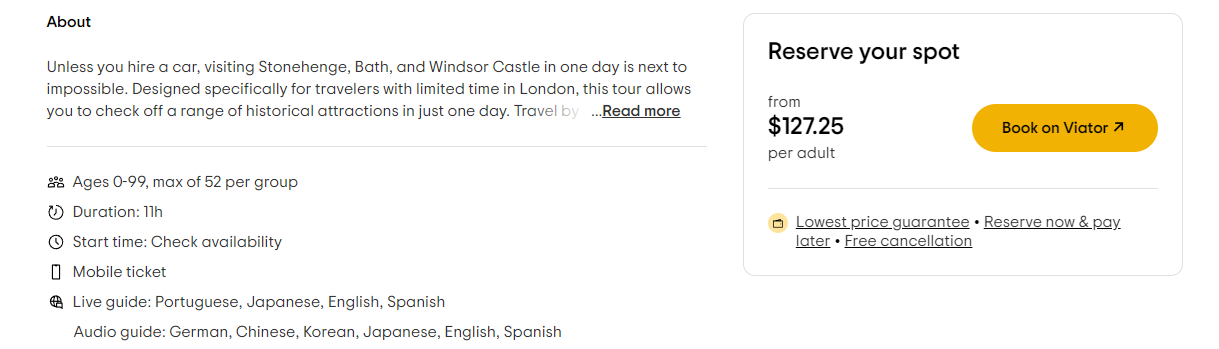 About
Unless you hire a car, visiting Stonehenge, Bath, and Windsor Castle in one day is next to
impossible. Designed specifically for travelers with limited time in London, this tour allows
you to check off a range of historical attractions in just one day. Travel by ...Read more
Ages 0-99, max of 52 per group
Duration: 11h
Start time: Check availability
Mobile ticket
Live guide: Portuguese, Japanese, English, Spanish
Audio guide: German, Chinese, Korean, Japanese, English, Spanish
Reserve your spot
from
$127.25
per adult
Book on Viator ↗
Lowest price guarantee • Reserve now & pay
later • Free cancellation